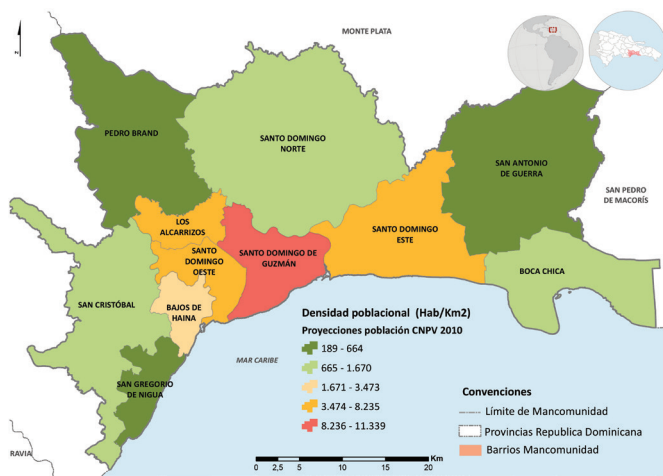 MONTE PLATA
PEDRO BRAND
SANTO DOMINGO
NORTE
SAN ANTONIO
DE GUERRA
SAN PEDRO
DE MACORÍS
LOS
ALCARRIZOS
SANTO
DOMINGO
OESTE
SANTO DOMINGO DE
GUZMÁN
SANTO DOMINGO
ESTE
BOCA CHICA
SAN CRISTÓBAL
BAJOS DE
HAINA
SAN GREGORIO
DE NIGUA
MAR CARIBE
RAVIA
Densidad poblacional (Hab/Km2)
Proyecciones población CNPV 2010
189 - 664
665 - 1.670
1.671 - 3.473
3.474 - 8.235
8.236 - 11.339
Convenciones
Límite de Mancomunidad
Provincias Republica Dominicana
Barrios Mancomunidad
Km
0 2,5 5 10 15 20